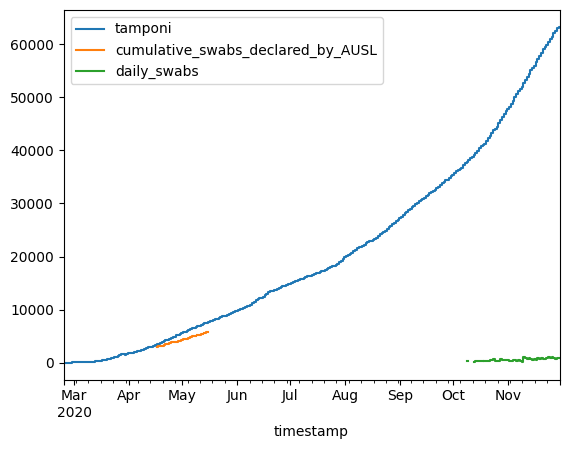 tamponi
cumulative_swabs_declared_by_AUSL
daily_swabs
60000
50000
40000
30000
20000
10000
0
Mar Apr May Jun Jul Aug Sep Oct Nov
2020
timestamp